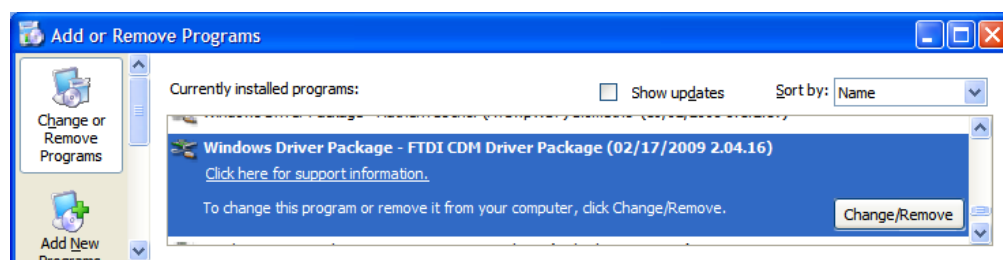 Add or Remove Programs
Change or
Remove
Programs
Currently installed programs:
Show updates
Sort by: Name
Windows Driver Package - FTDI CDM Driver Package (02/17/2009 2.04.16)
Click here for support information.
To change this program or remove it from your computer, click Change/Remove.
Change/Remove
Add New
Programs